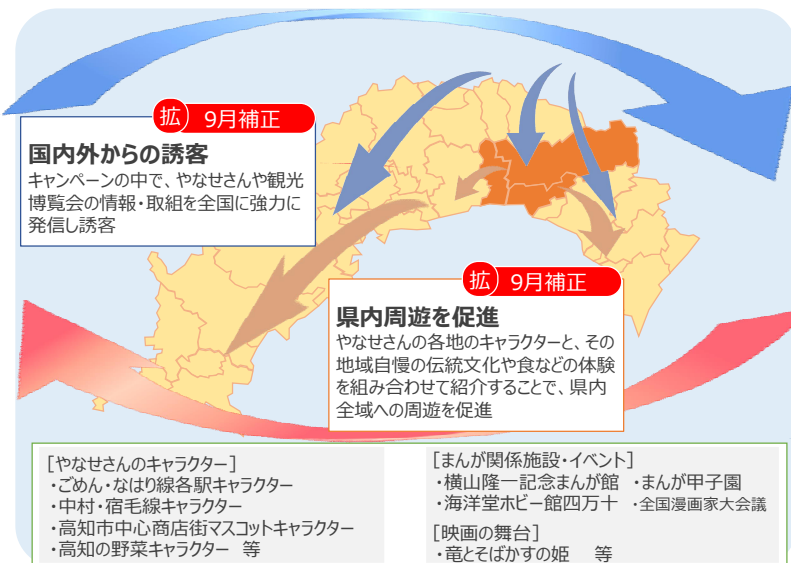 拡 9月補正
国内外からの誘客
キャンペーンの中で、やなせさんや観光
博覧会の情報・取組を全国に強力に
発信し誘客
拡 9月補正
県内周遊を促進
やなせさんの各地のキャラクターと、その
地域自慢の伝統文化や食などの体験
を組み合わせて紹介することで、県内
全域への周遊を促進
[やなせさんのキャラクター]
・ごめん・なはり線各駅キャラクター
・中村・宿毛線キャラクター
・高知市中心商店街マスコットキャラクター
・高知の野菜キャラクター 等
[まんが関係施設・イベント]
・横山隆一記念まんが館 ・まんが甲子園
・海洋堂ホビー館四万十 ・全国漫画家大会議
[映画の舞台]
・竜とそばかすの姫 等